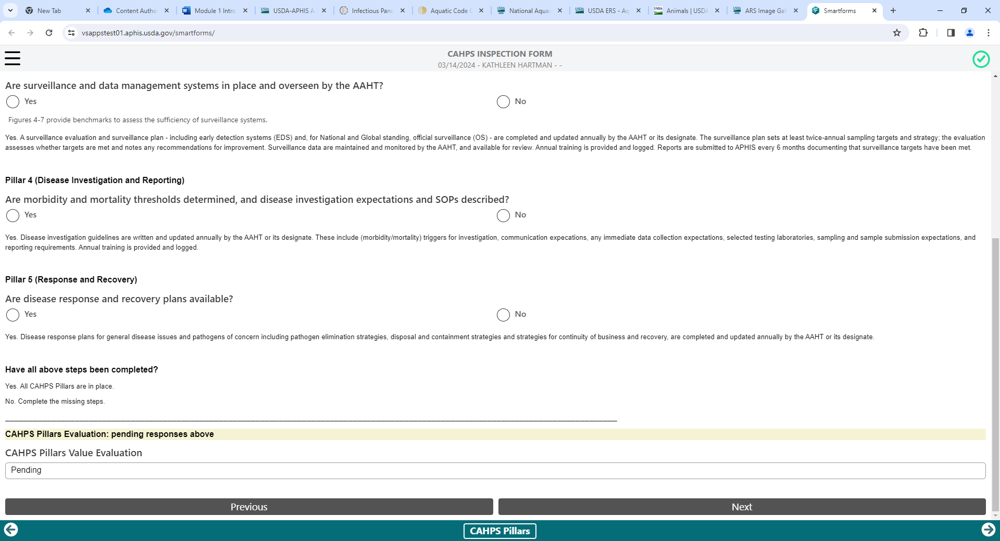 New Tab
Content Autho
Module 1 Intro
USDA-APHIS A
Infectious Panc
Aquatic Code C
National Aquac
USDA ERS - Aq
Animals | USDA
ARS Image Gal
Smartforms
vsappstest01.aphis.usda.gov/smartforms/
CAHPS INSPECTION FORM
03/14/2024 - KATHLEEN HARTMAN - -
Are surveillance and data management systems in place and overseen by the AAHT?
Yes No
Figures 4-7 provide benchmarks to assess the sufficiency of surveillance systems.
Yes. A surveillance evaluation and surveillance plan - including early detection systems (EDS) and, for National and Global standing, official surveillance (OS) - are completed and updated annually by the AAHT or its designate. The surveillance plan sets at least twice-annual sampling targets and strategy; the evaluation
assesses whether targets are met and notes any recommendations for improvement. Surveillance data are maintained and monitored by the AAHT, and available for review. Annual training is provided and logged. Reports are submitted to APHIS every 6 months documenting that surveillance targets have been met.
Pillar 4 (Disease Investigation and Reporting)
Are morbidity and mortality thresholds determined, and disease investigation expectations and SOPs described?
Yes No
Yes. Disease investigation guidelines are written and updated annually by the AAHT or its designate. These include (morbidity/mortality) triggers for investigation, communication expecations, any immediate data collection expectations, selected testing laboratories, sampling and sample submission expectations, and
reporting requirements. Annual training is provided and logged.
Pillar 5 (Response and Recovery)
Are disease response and recovery plans available?
Yes No
Yes. Disease response plans for general disease issues and pathogens of concern including pathogen elimination strategies, disposal and containment strategies and strategies for continuity of business and recovery, are completed and updated annually by the AAHT or its designate.
Have all above steps been completed?
Yes. All CAHPS Pillars are in place.
No. Complete the missing steps.
CAHPS Pillars Evaluation: pending responses above
CAHPS Pillars Value Evaluation
Pending
Previous Next
CAHPS Pillars